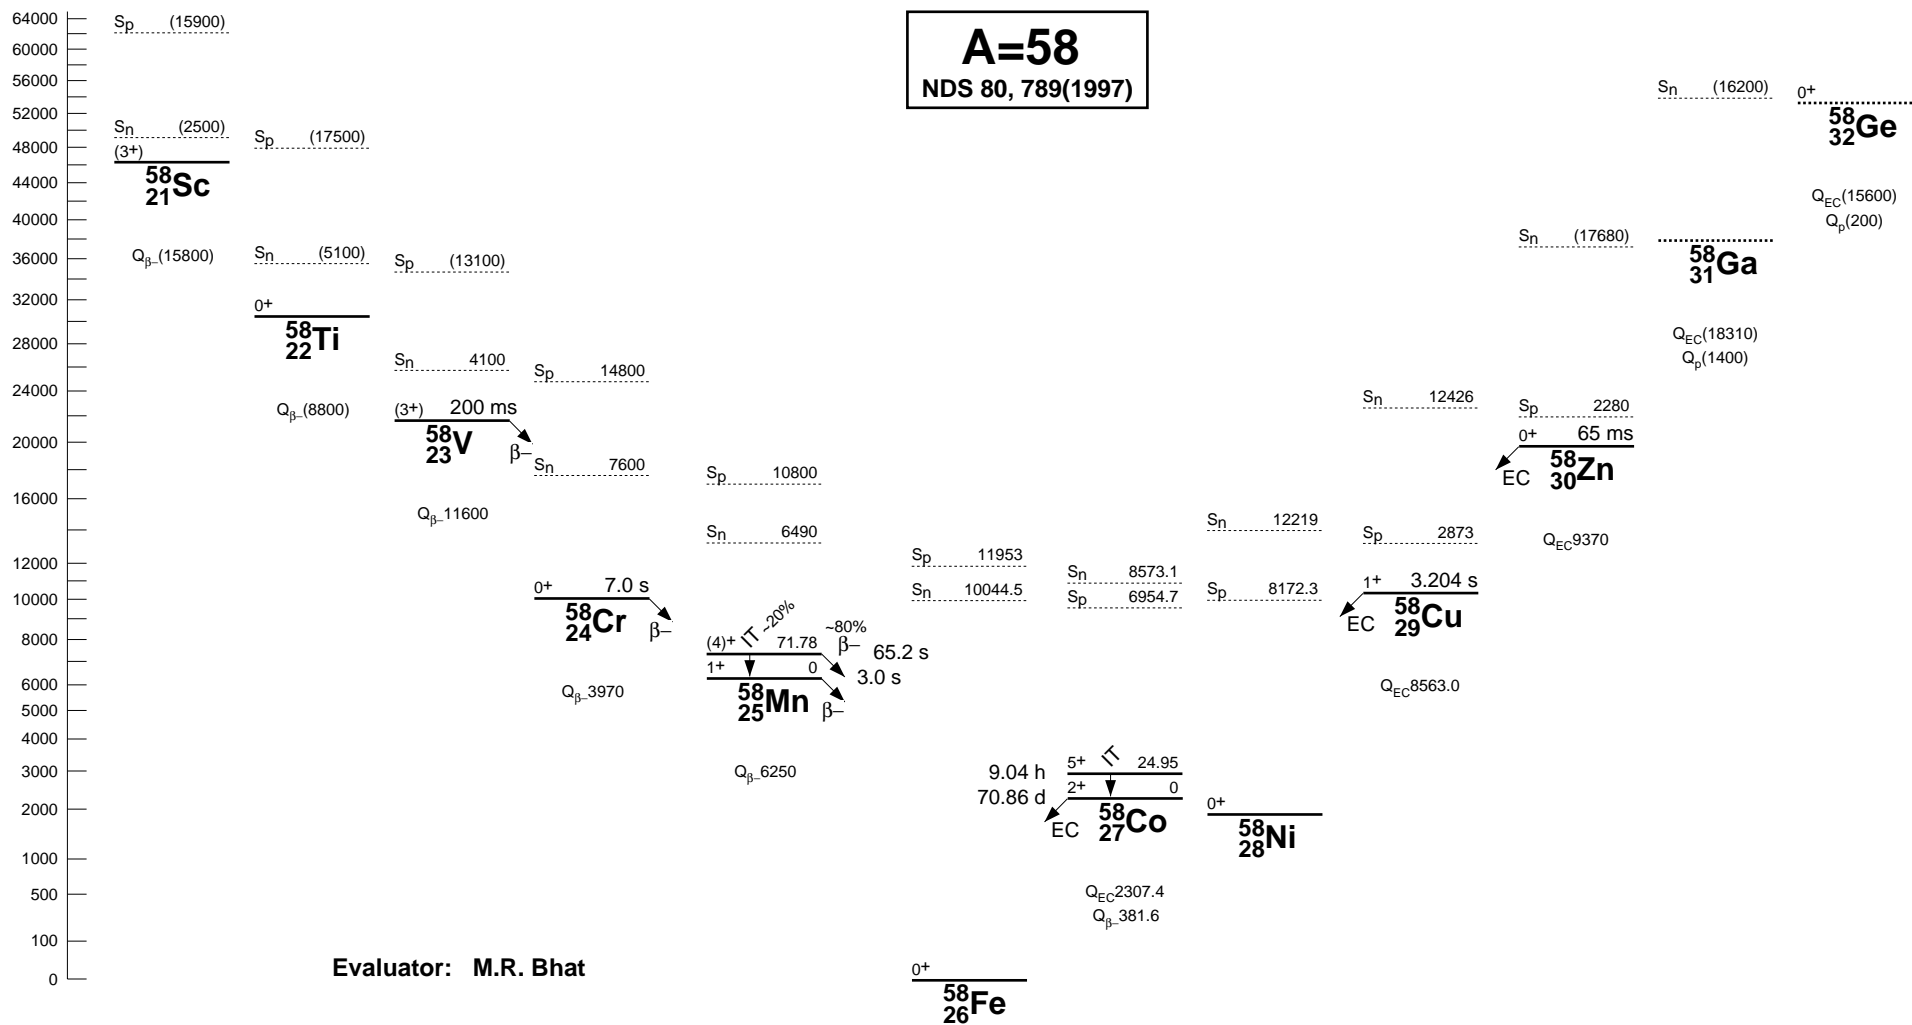 A=58
NDS 80, 789(1997)
64000
60000
56000
52000
48000
44000
40000
36000
32000
28000
24000
20000
16000
12000
10000
8000
6000
5000
4000
3000
2000
1000
500
100
0
Sp (15900)
Sn (2500)
(3+)
58
21Sc
Qβ−(15800)
Sp (17500)
Sn (5100)
0+
58
22Ti
Qβ−(8800)
Sp (13100)
Sn 4100
(3+) 200 ms
58
23V
β−
Qβ−11600
Sp 14800
Sn 7600
0+ 7.0 s
58
24Cr
β−
Qβ−3970
Sp 10800
Sn 6490
(4)+ IT ~20% 71.78
~80%
β−
65.2 s
1+ 0
3.0 s
58
25Mn
β−
Qβ−6250
Sp 11953
Sn 10044.5
0+
58
26Fe
Sn 8573.1
Sp 6954.7
9.04 h
5+ IT 24.95
70.86 d
2+ 0
58
27Co
EC
QEC2307.4
Qβ−381.6
Sn 12219
Sp 8172.3
0+
58
28Ni
Sn 12426
Sp 2873
1+ 3.204 s
58
29Cu
EC
QEC8563.0
Sn (17680)
Sp 2280
0+ 65 ms
58
30Zn
EC
QEC9370
Sn (16200)
58
31Ga
QEC(18310)
Qp(1400)
0+
58
32Ge
QEC(15600)
Qp(200)
Evaluator: M.R. Bhat